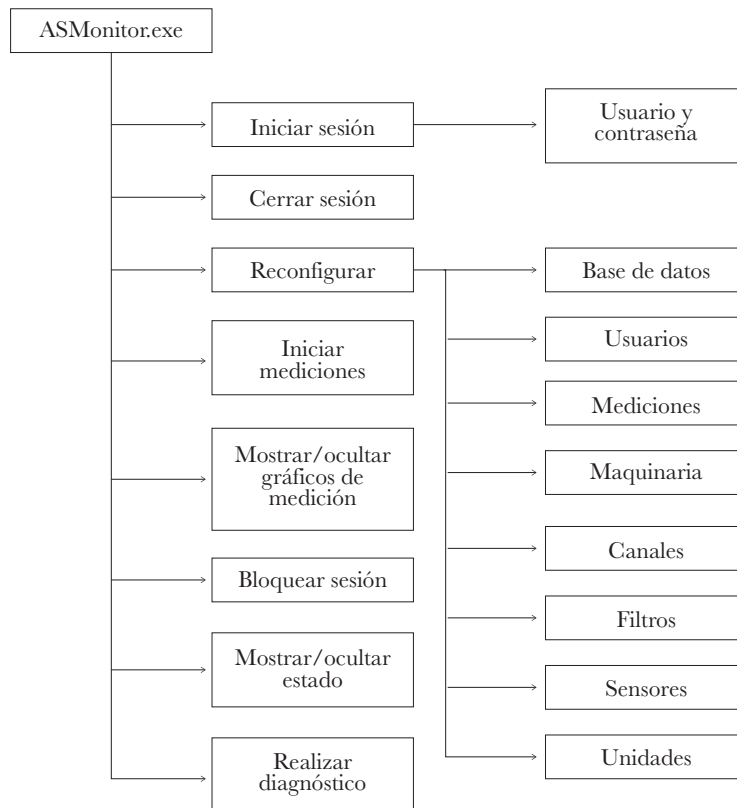 ASMonitor.exe
Iniciar sesión
Usuario y
contraseña
Cerrar sesión
Reconfigurar
Base de datos
Usuarios
Mediciones
Maquinaria
Canales
Filtros
Sensores
Unidades
Iniciar
mediciones
Mostrar/ocultar
gráficos de
medición
Bloquear sesión
Mostrar/ocultar
estado
Realizar
diagnóstico